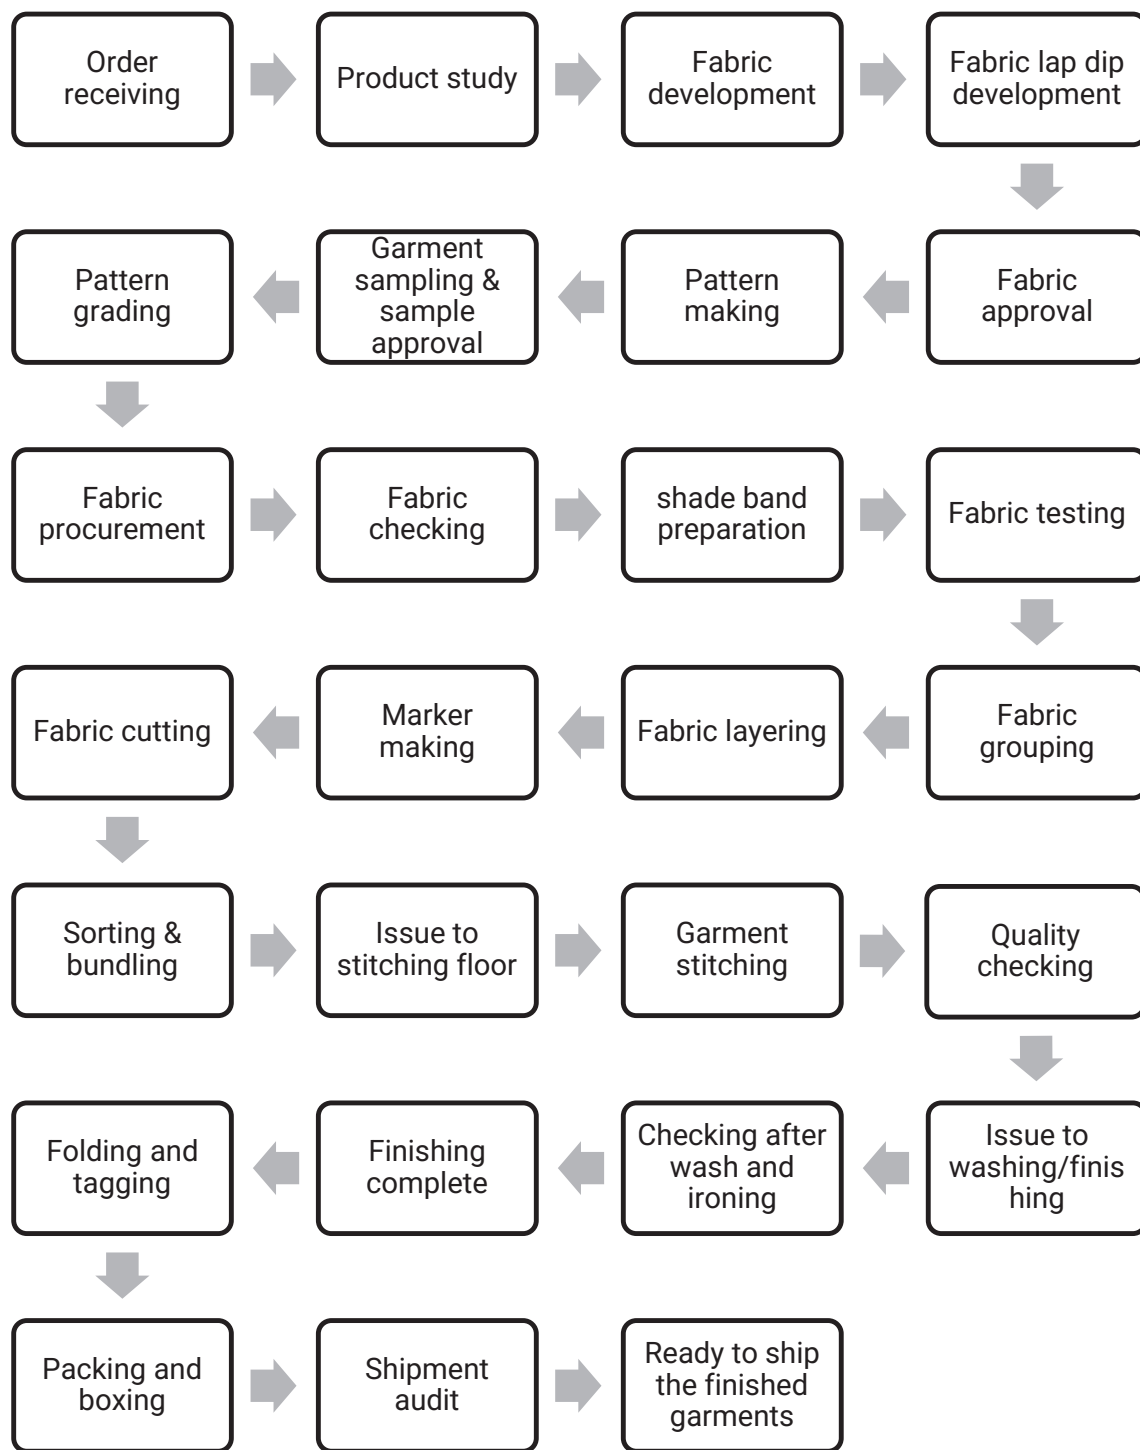 Order
receiving
Product study
Fabric
development
Fabric lap dip
development
Fabric
approval
Pattern
making
Garment
sampling &
sample
approval
Pattern
grading
Fabric
procurement
Fabric
checking
shade band
preparation
Fabric testing
Fabric
grouping
Fabric layering
Marker
making
Fabric cutting
Sorting &
bundling
Issue to
stitching floor
Garment
stitching
Quality
checking
Issue to
washing/finis
hing
Checking after
wash and
ironing
Finishing
complete
Folding and
tagging
Packing and
boxing
Shipment
audit
Ready to ship
the finished
garments